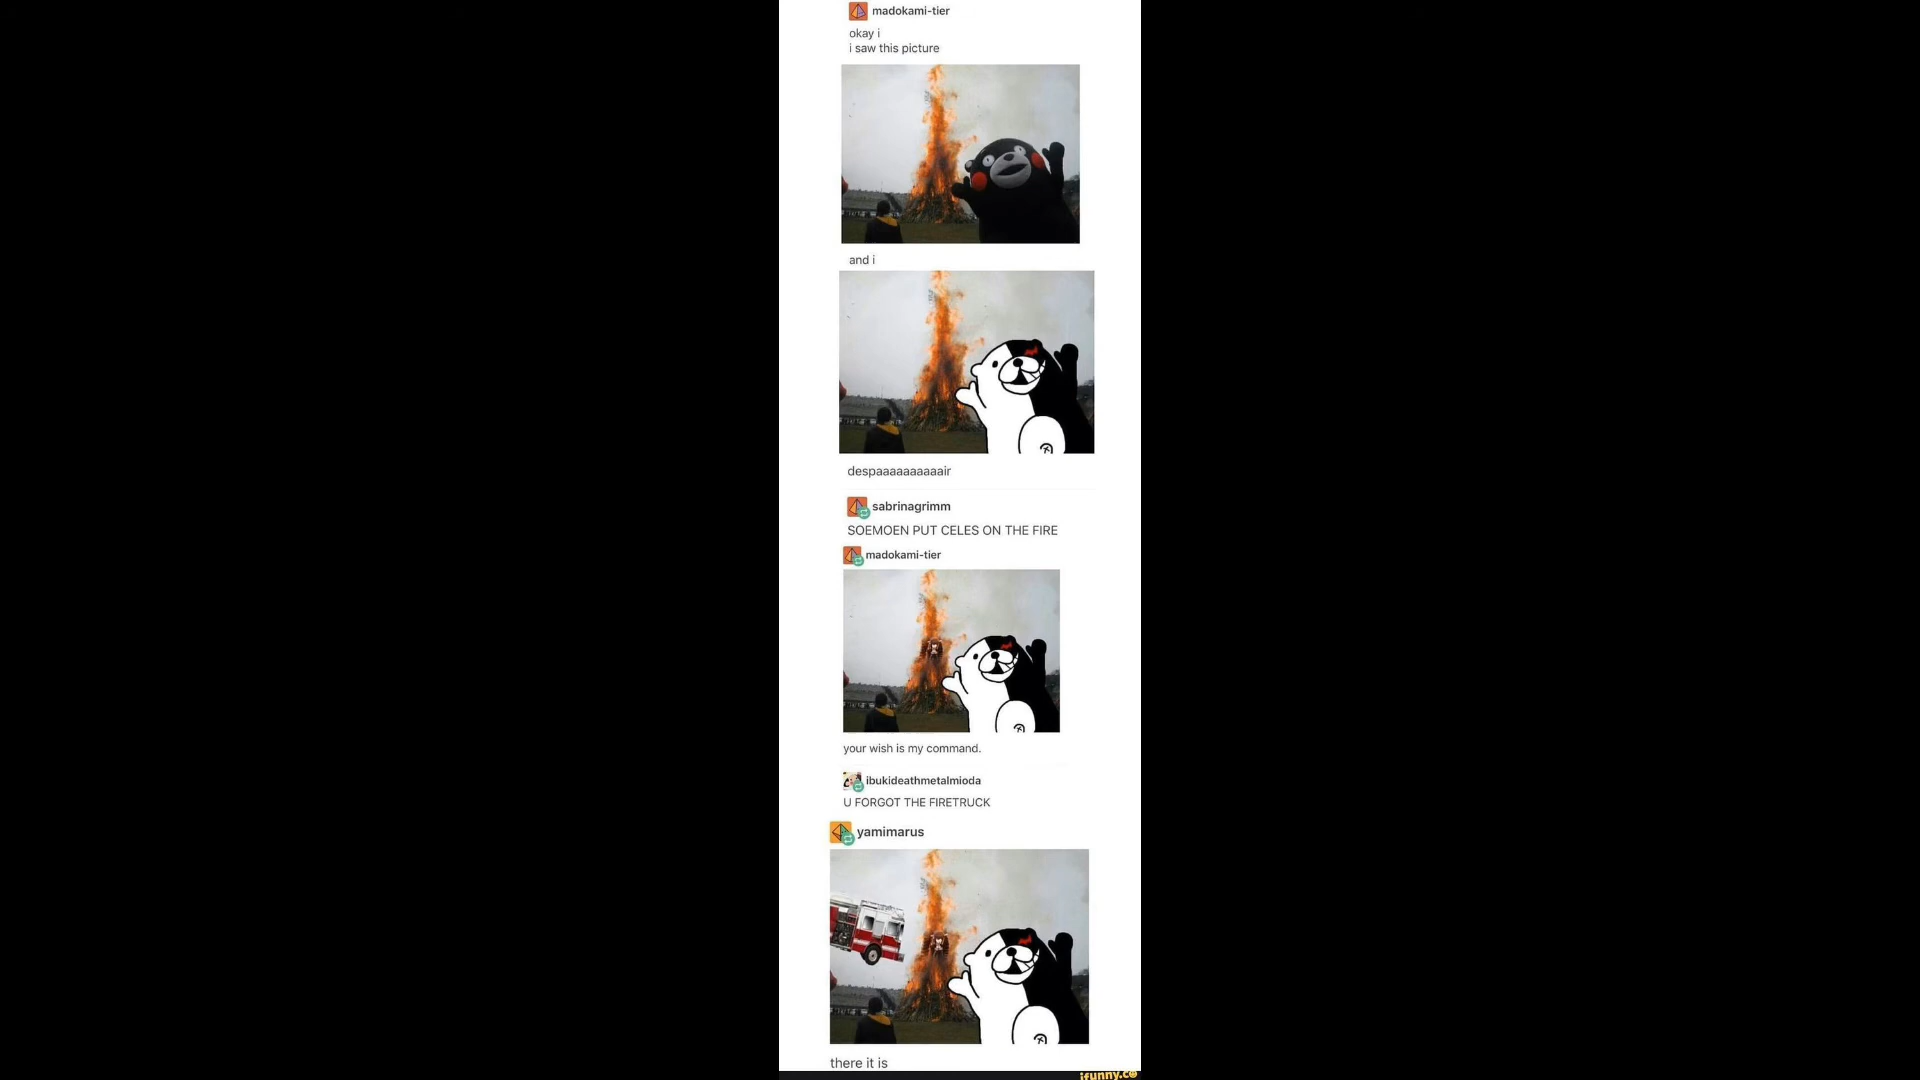 madokami-tier
okay i
i saw this picture
and i
despaaaaaaaaaair
sabrinagrimm
SOEMOEN PUT CELES ON THE FIRE
madokami-tier
your wish is my command.
ibukideathmetalmioda
U FORGOT THE FIRETRUCK
yamimarus
there it is
ifunny.co